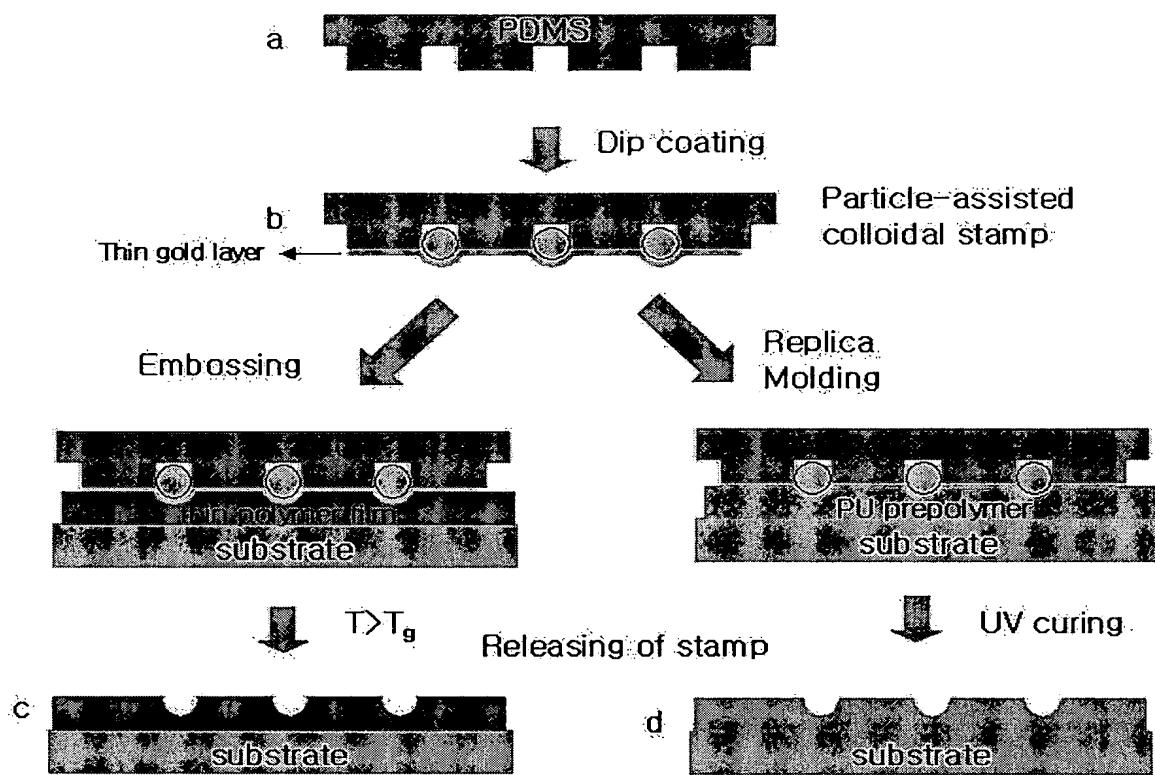 a
PDMS
Dip coating
b
Particle-assisted
colloidal stamp
Thin gold layer
Embossing
Replica
Molding
thin polymer film
substrate
PU prepolymer
substrate
T>Tg
Releasing of stamp
UV curing
c
substrate
d
substrate